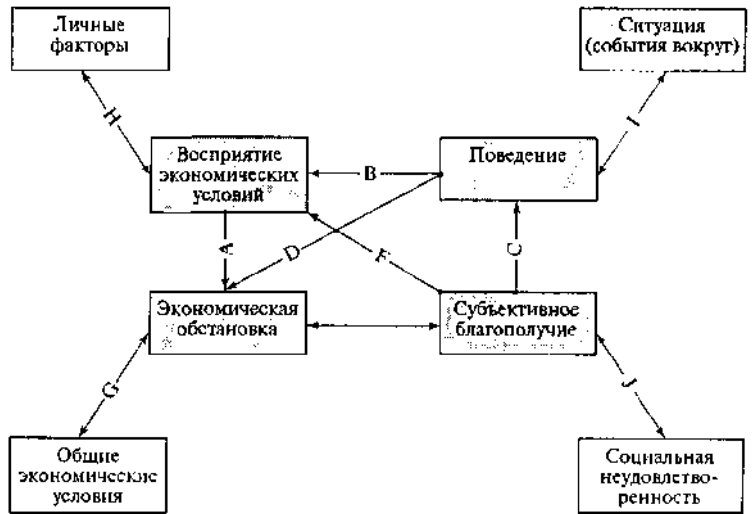 Личные
факторы
Ситуация
(события вокруг)
H
I
Восприятие
экономических
условий
B
Поведение
A
D
F
C
Экономическая
обстановка
Субъективное
благополучие
G
J
Общие
экономические
условия
Социальная
неудовлетво-
ренность